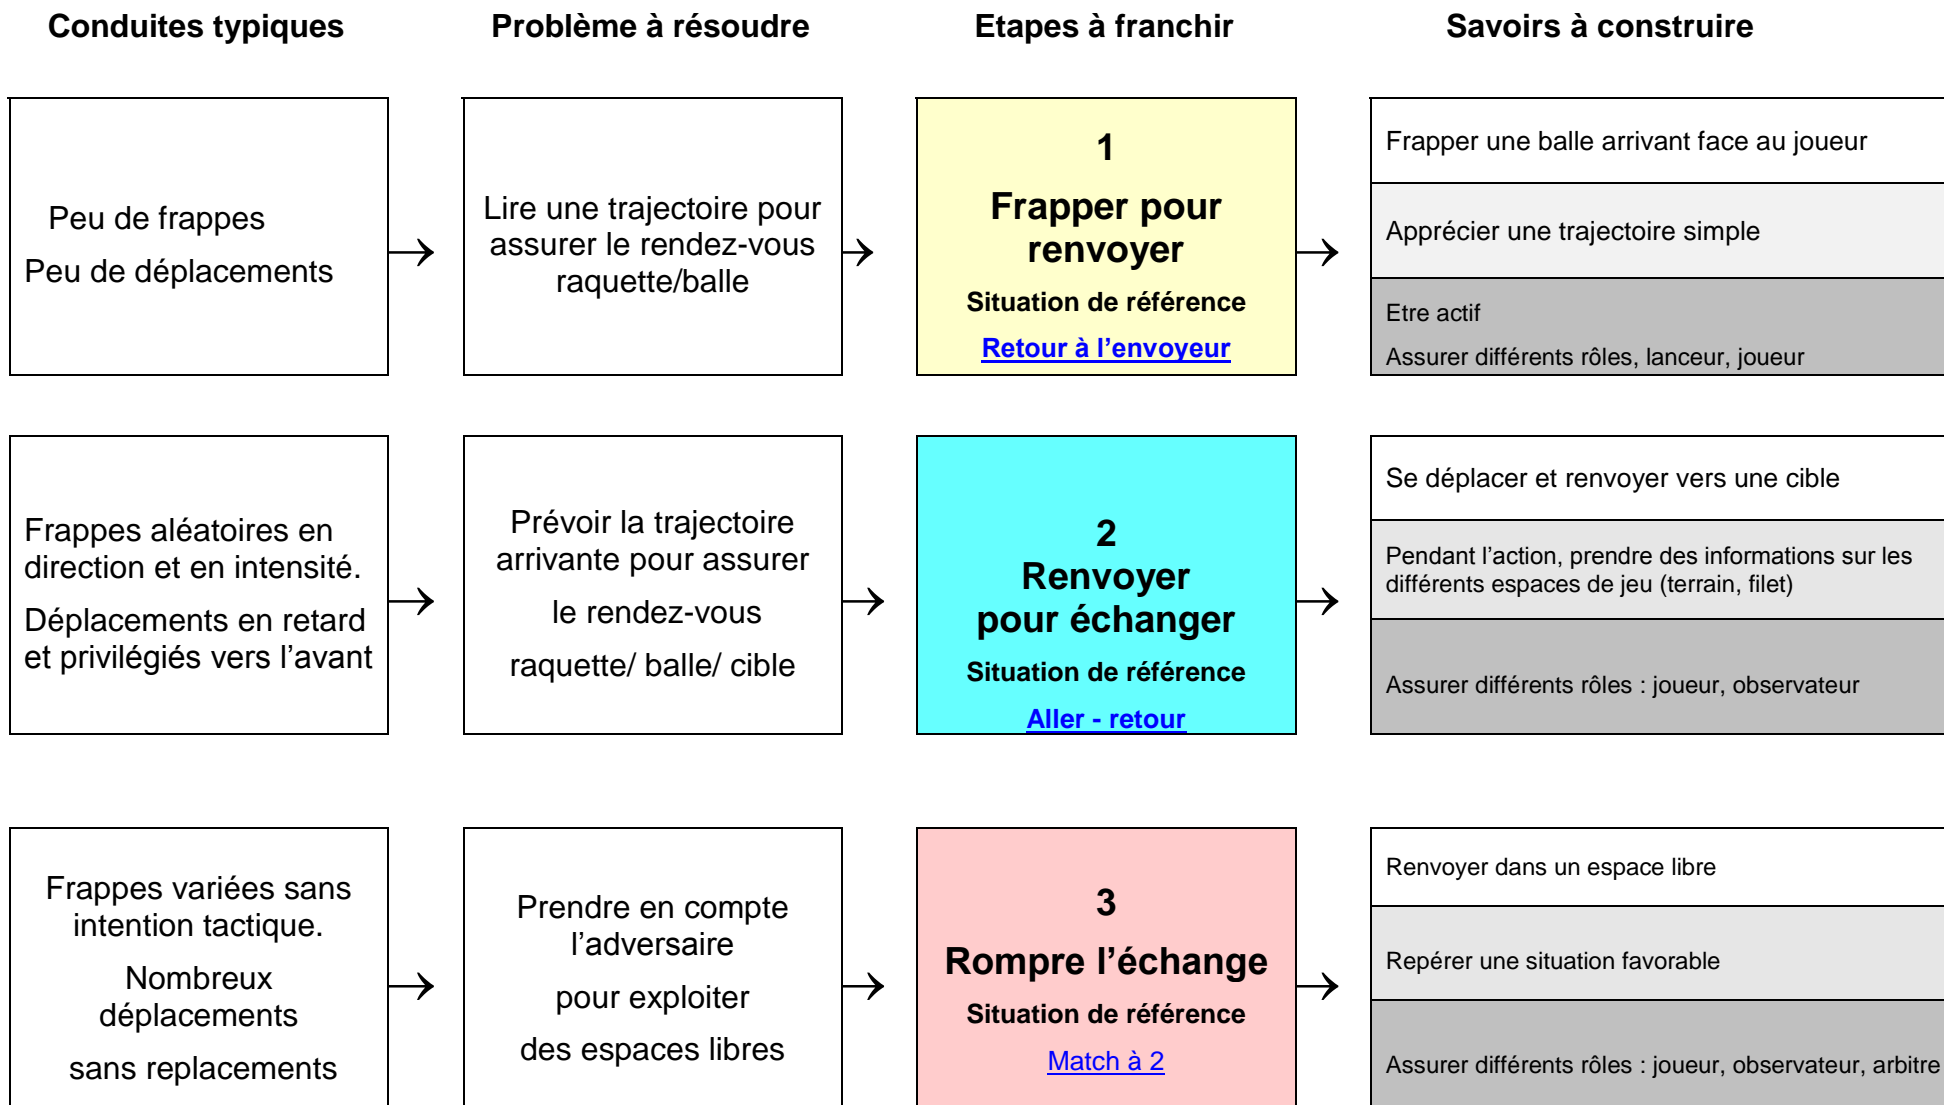 Conduites typiques
Problème à résoudre
Etapes à franchir
Savoirs à construire
Peu de frappes
Peu de déplacements
Lire une trajectoire pour
assurer le rendez-vous
raquette/balle
1
Frapper pour
renvoyer
Situation de référence
Retour à l’envoyeur
Frapper une balle arrivant face au joueur
Apprécier une trajectoire simple
Etre actif
Assurer différents rôles, lanceur, joueur
Frappes aléatoires en
direction et en intensité.
Déplacements en retard
et privilégiés vers l’avant
Prévoir la trajectoire
arrivante pour assurer
le rendez-vous
raquette/ balle/ cible
2
Renvoyer
pour échanger
Situation de référence
Aller - retour
Se déplacer et renvoyer vers une cible
Pendant l’action, prendre des informations sur les
différents espaces de jeu (terrain, filet)
Assurer différents rôles : joueur, observateur
Frappes variées sans
intention tactique.
Nombreux
déplacements
sans replacements
Prendre en compte
l’adversaire
pour exploiter
des espaces libres
3
Rompre l’échange
Situation de référence
Match à 2
Renvoyer dans un espace libre
Repérer une situation favorable
Assurer différents rôles : joueur, observateur, arbitre